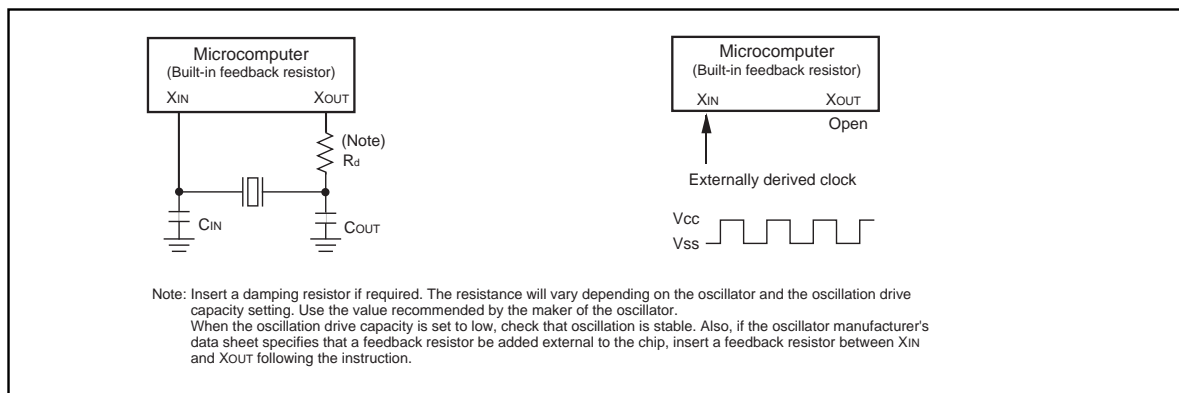 Microcomputer
(Built-in feedback resistor)
XIN XOUT
(Note)
Rd
CIN
COUT
Microcomputer
(Built-in feedback resistor)
XIN XOUT
Open
Externally derived clock
Vcc
Vss
Note: Insert a damping resistor if required. The resistance will vary depending on the oscillator and the oscillation drive
capacity setting. Use the value recommended by the maker of the oscillator.
When the oscillation drive capacity is set to low, check that oscillation is stable. Also, if the oscillator manufacturer's
data sheet specifies that a feedback resistor be added external to the chip, insert a feedback resistor between XIN
and XOUT following the instruction.